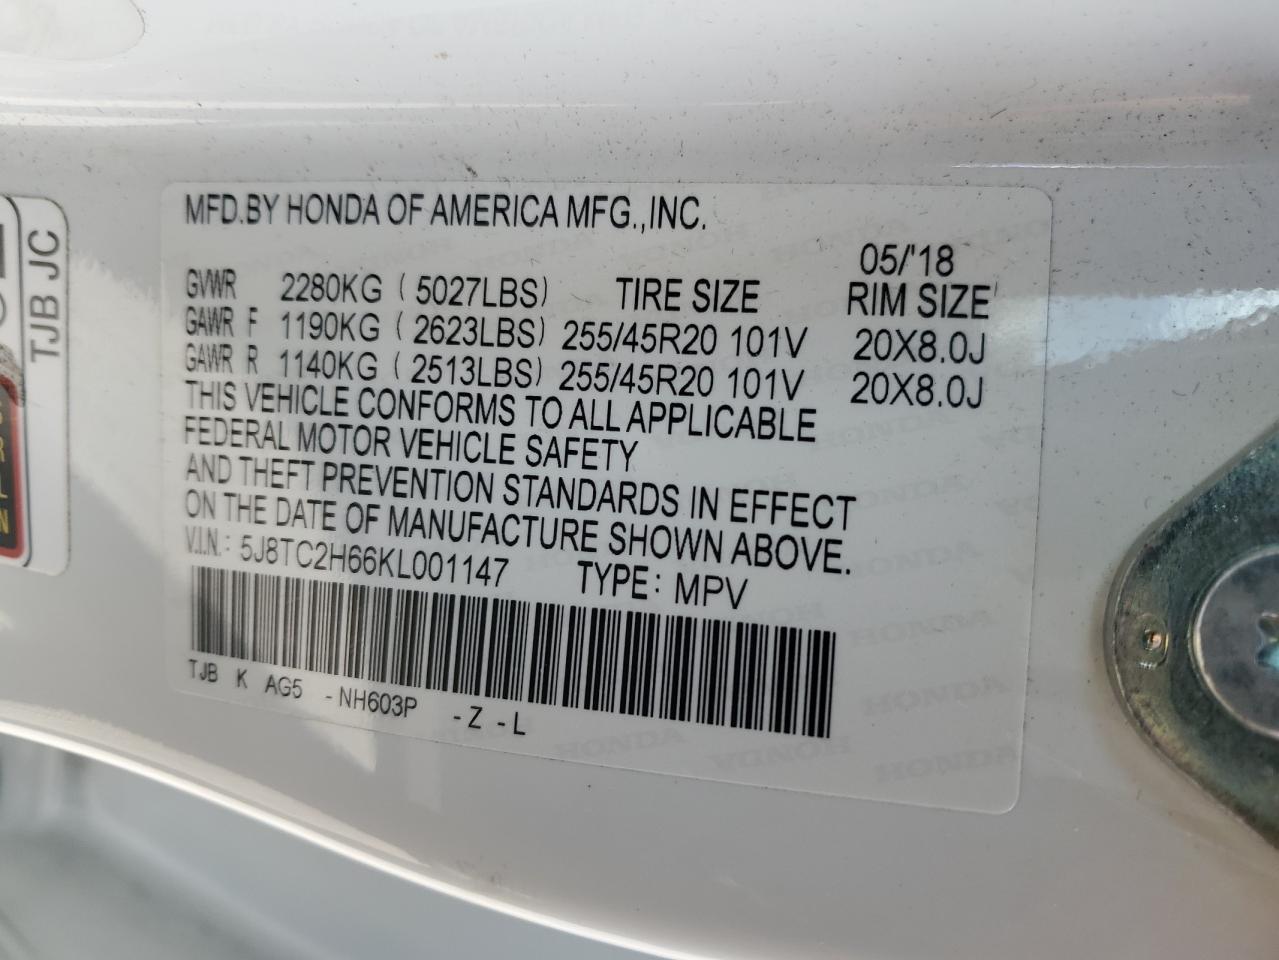 MFD.BY HONDA OF AMERICA MFG.,INC.
05/'18
GVWR 2280KG ( 5027LBS) TIRE SIZE RIM SIZE
GAWR F 1190KG ( 2623LBS) 255/45R20 101V 20X8.0J
GAWR R 1140KG ( 2513LBS) 255/45R20 101V 20X8.0J
THIS VEHICLE CONFORMS TO ALL APPLICABLE
FEDERAL MOTOR VEHICLE SAFETY
AND THEFT PREVENTION STANDARDS IN EFFECT
ON THE DATE OF MANUFACTURE SHOWN ABOVE.
V.I.N.: 5J8TC2H66KL001147 TYPE: MPV
TJB K AG5 -NH603P -Z -L
TJB JC